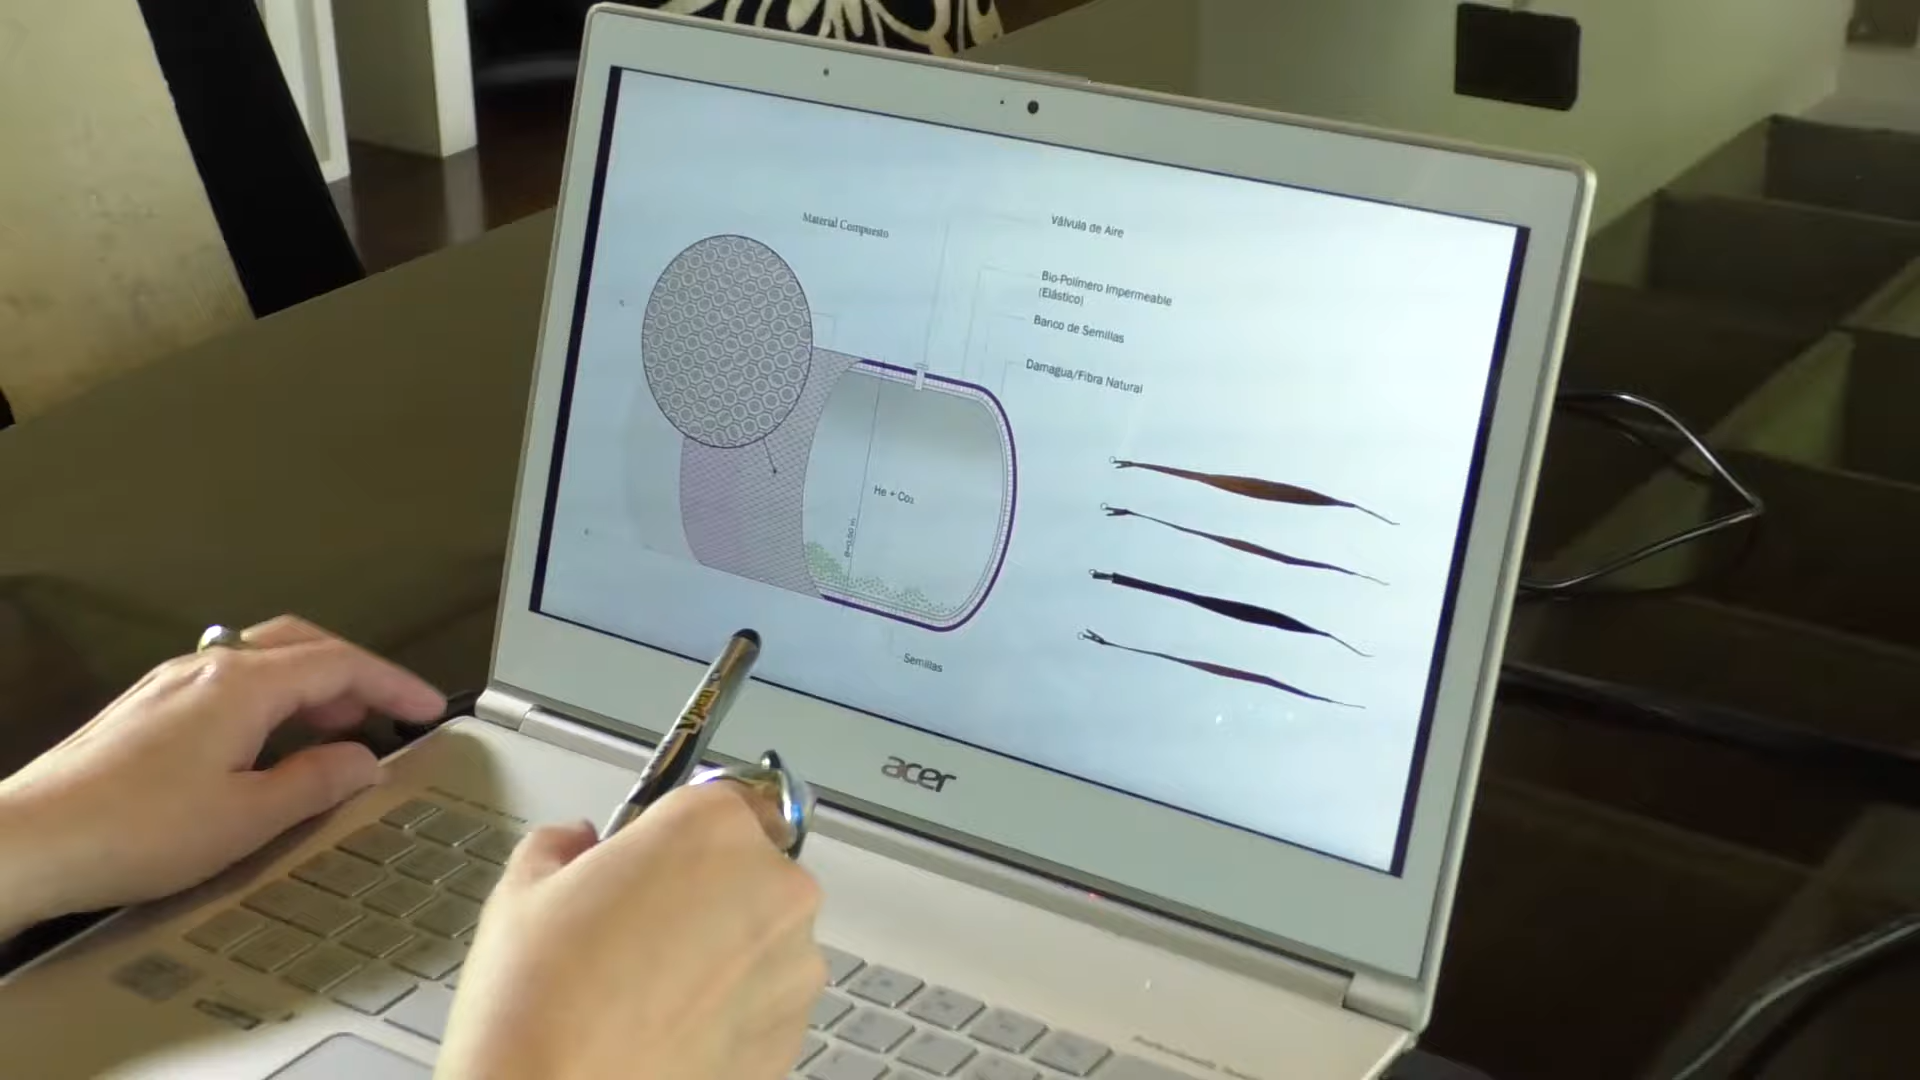 Material Compuesto
Válvula de Aire
Bio-Polímero Impermeable
(Elástico)
Banco de Semillas
Damagua/Fibra Natural
He + Co₂
Semillas
Vpen
acer